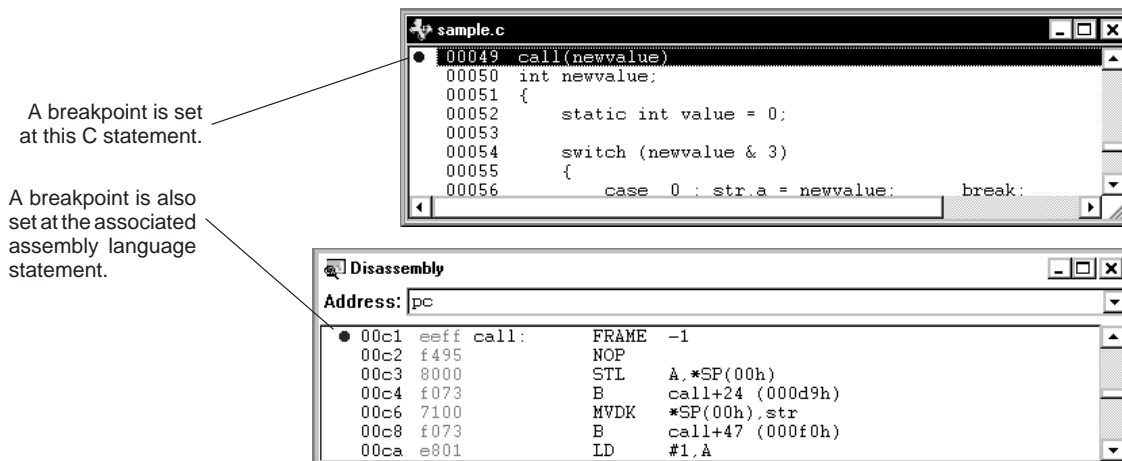 sample.c
00049 call(newvalue)
00050 int newvalue;
00051 {
00052 static int value = 0;
00053
00054 switch (newvalue & 3)
00055 {
00056 case 0 : str.a = newvalue; break;
A breakpoint is set
at this C statement.
A breakpoint is also
set at the associated
assembly language
statement.
Disassembly
Address: pc
00c1 eeff call: FRAME -1
00c2 f495 NOP
00c3 8000 STL A,*SP(00h)
00c4 f073 B call+24 (000d9h)
00c6 7100 MVDK *SP(00h),str
00c8 f073 B call+47 (000f0h)
00ca e801 LD #1,A